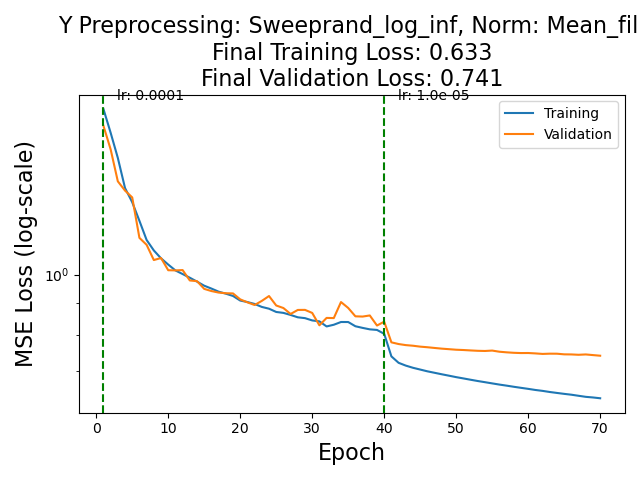 Y Preprocessing: Sweeprand_log_inf, Norm: Mean_fil
Final Training Loss: 0.633
Final Validation Loss: 0.741
lr: 0.0001
lr: 1.0e-05
Training
Validation
MSE Loss (log-scale)
10⁰
0 10 20 30 40 50 60 70
Epoch